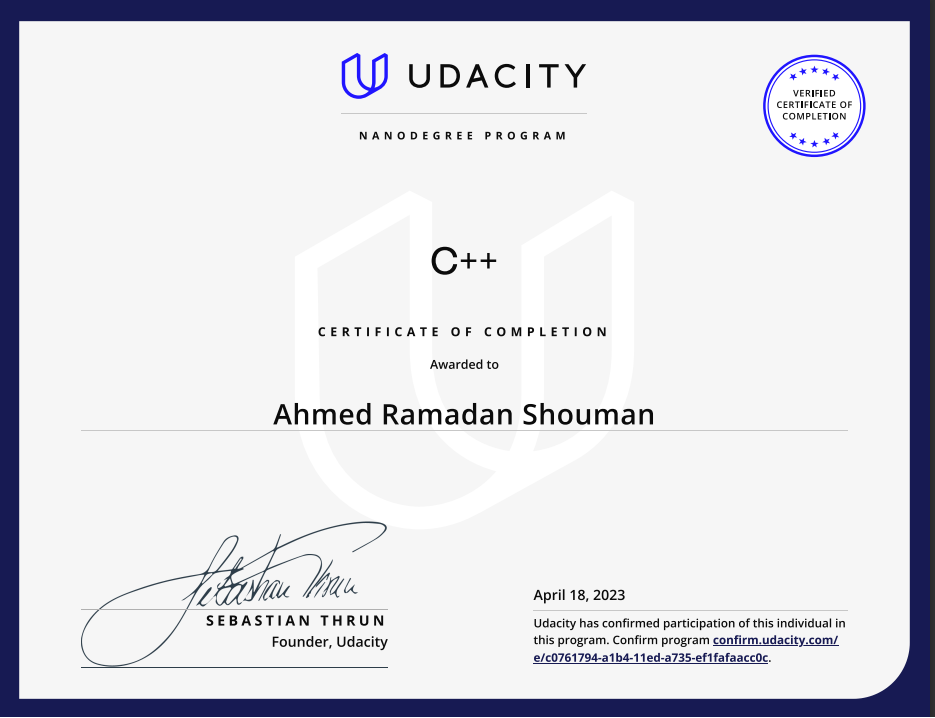 UDACITY
VERIFIED
CERTIFICATE OF
COMPLETION
NANODEGREE PROGRAM
C++
CERTIFICATE OF COMPLETION
Awarded to
Ahmed Ramadan Shouman
Sebastian Thrun
SEBASTIAN THRUN
Founder, Udacity
April 18, 2023
Udacity has confirmed participation of this individual in
this program. Confirm program confirm.udacity.com/
e/c0761794-a1b4-11ed-a735-ef1fafaacc0c.